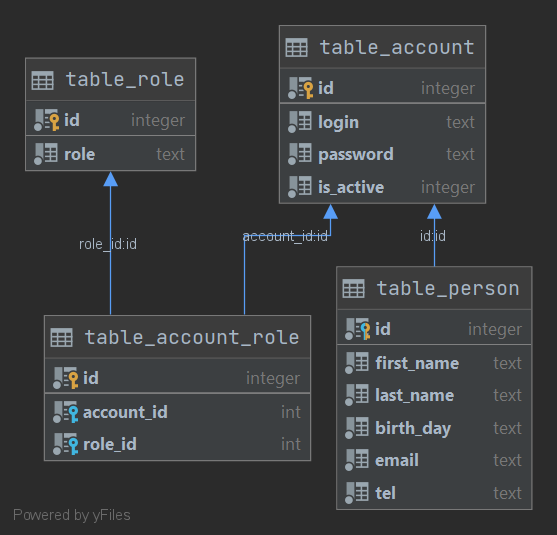 table_role
id integer
role text
table_account
id integer
login text
password text
is_active integer
role_id:id
account_id:id
id:id
table_account_role
id integer
account_id int
role_id int
table_person
id integer
first_name text
last_name text
birth_day text
email text
tel text
Powered by yFiles